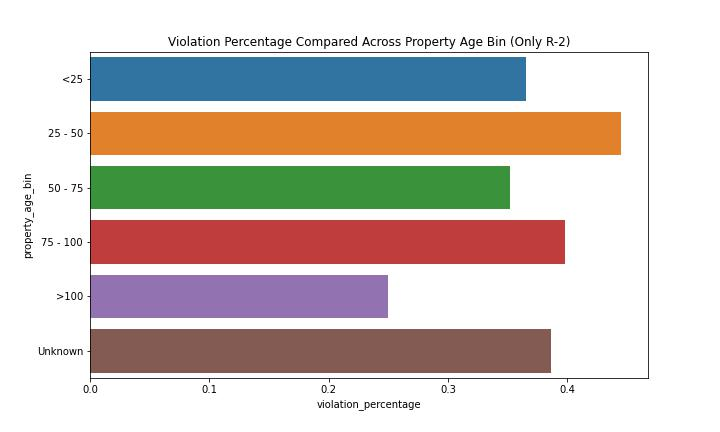 Violation Percentage Compared Across Property Age Bin (Only R-2)
property_age_bin
<25
25 - 50
50 - 75
75 - 100
>100
Unknown
0.0 0.1 0.2 0.3 0.4
violation_percentage